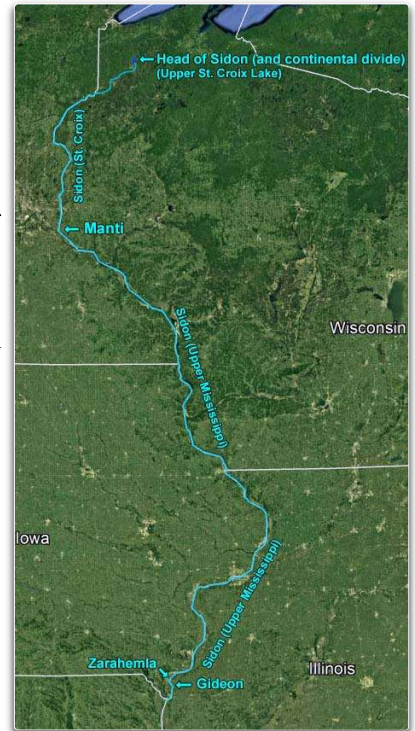 Head of Sidon (and continental divide)
(Upper St. Croix Lake)
Sidon (St. Croix)
Manti
Wisconsin
Sidon (Upper Mississippi)
Iowa
Sidon (Upper Mississippi)
Zarahemla
Illinois
Gideon